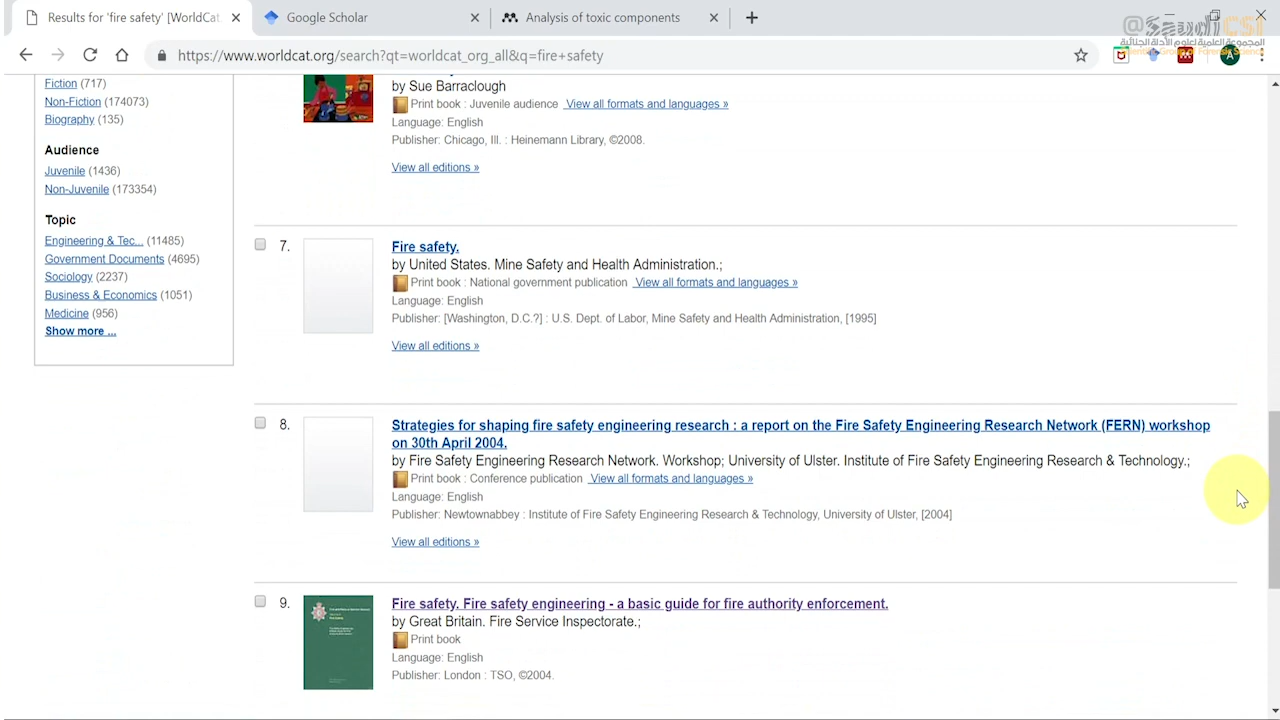 Results for 'fire safety' [WorldCat
Google Scholar
Analysis of toxic components
@SaudiCSI
المجموعة العلمية لعلوم الأدلة الجنائية
https://www.worldcat.org/search?qt=
all&q=fire+safety
A
Fiction (717)
Non-Fiction (174073)
Biography (135)
Audience
Juvenile (1436)
Non-Juvenile (173354)
Topic
Engineering & Tec... (11485)
Government Documents (4695)
Sociology (2237)
Business & Economics (1051)
Medicine (956)
Show more ...
by Sue Barraclough
Print book : Juvenile audience View all formats and languages »
Language: English
Publisher: Chicago, Ill. : Heinemann Library, ©2008.
View all editions »
7. Fire safety.
by United States. Mine Safety and Health Administration.;
Print book : National government publication View all formats and languages »
Language: English
Publisher: [Washington, D.C.?] : U.S. Dept. of Labor, Mine Safety and Health Administration, [1995]
View all editions »
8. Strategies for shaping fire safety engineering research : a report on the Fire Safety Engineering Research Network (FERN) workshop
on 30th April 2004.
by Fire Safety Engineering Research Network. Workshop; University of Ulster. Institute of Fire Safety Engineering Research & Technology.;
Print book : Conference publication View all formats and languages »
Language: English
Publisher: Newtownabbey : Institute of Fire Safety Engineering Research & Technology, University of Ulster, [2004]
View all editions »
9. Fire safety. Fire safety engineering - a basic guide for fire authority enforcement.
by Great Britain. Fire Service Inspectorate.;
Print book
Language: English
Publisher: London : TSO, ©2004.